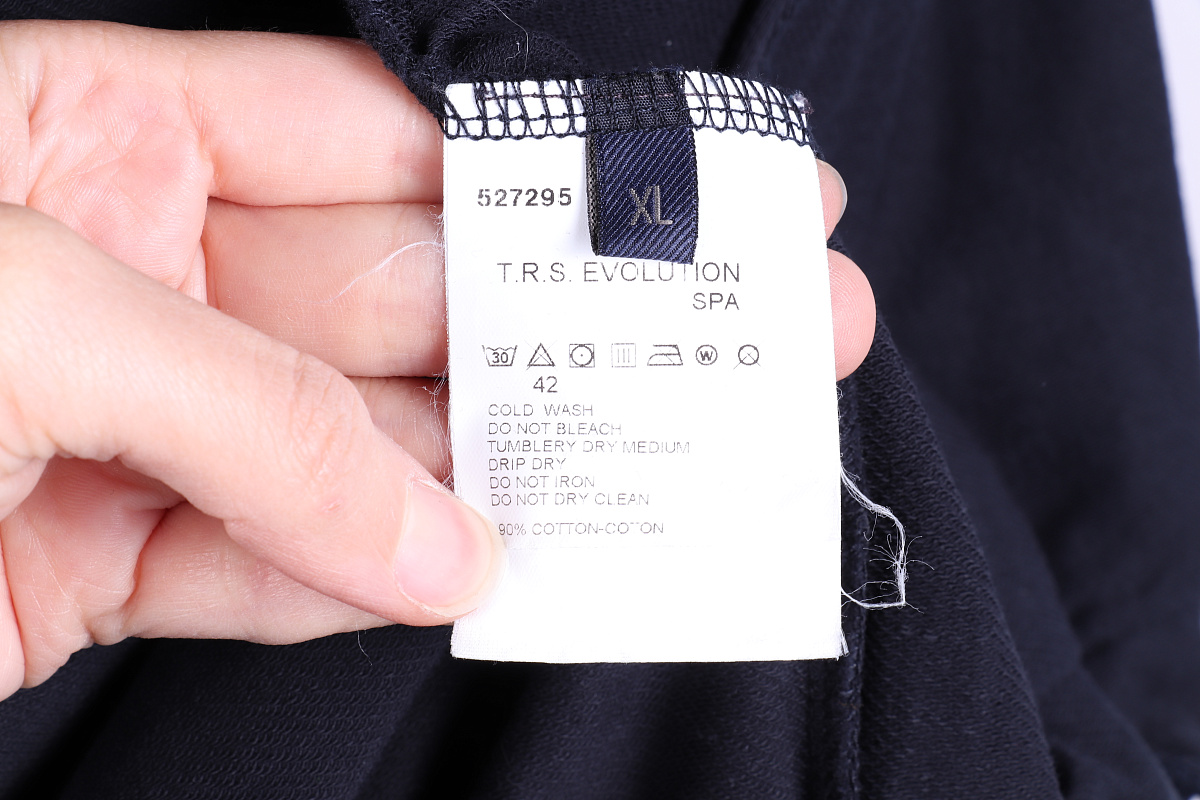 527295
XL
T.R.S. EVOLUTION
SPA
30 W
42
COLD WASH
DO NOT BLEACH
TUMBLERY DRY MEDIUM
DRIP DRY
DO NOT IRON
DO NOT DRY CLEAN
90% COTTON-COTTON